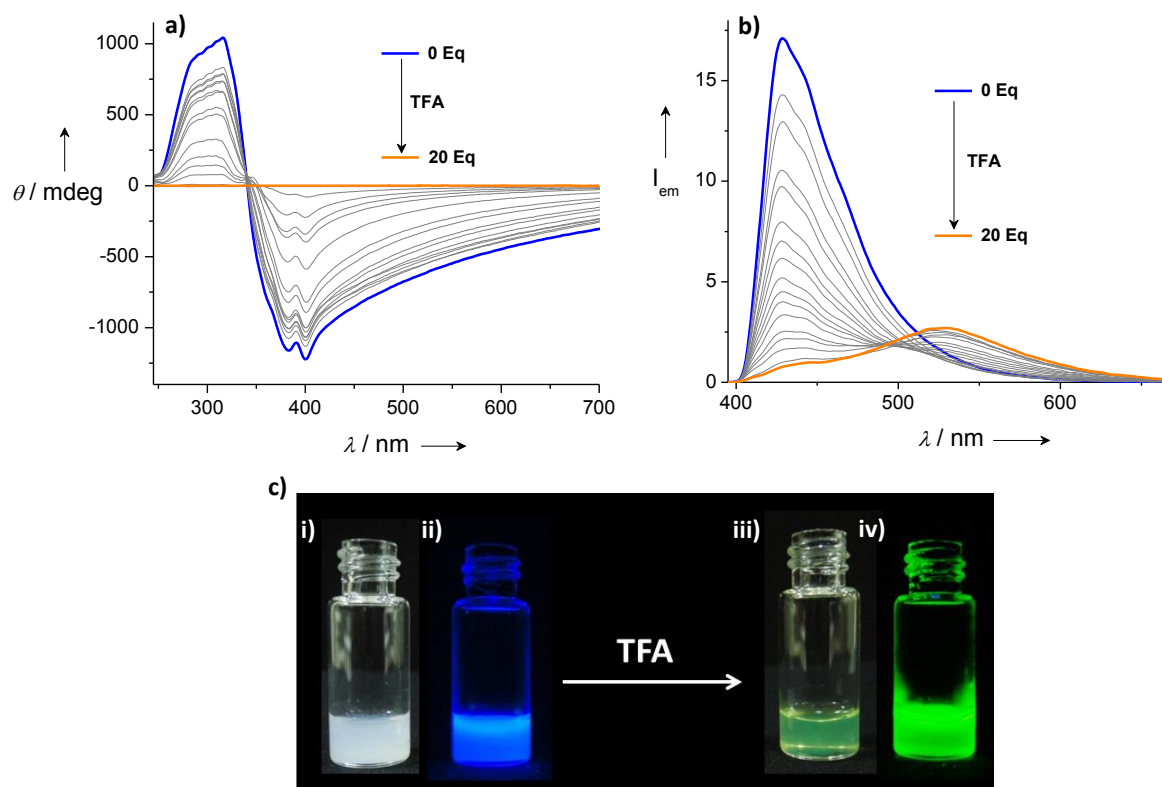 a)
1000
500
0
-500
-1000
θ / mdeg
0 Eq
TFA
20 Eq
300
400
500
600
700
λ / nm
b)
15
10
5
0
I em
0 Eq
TFA
20 Eq
400
500
600
λ / nm
c)
i)
ii)
iii)
iv)
TFA